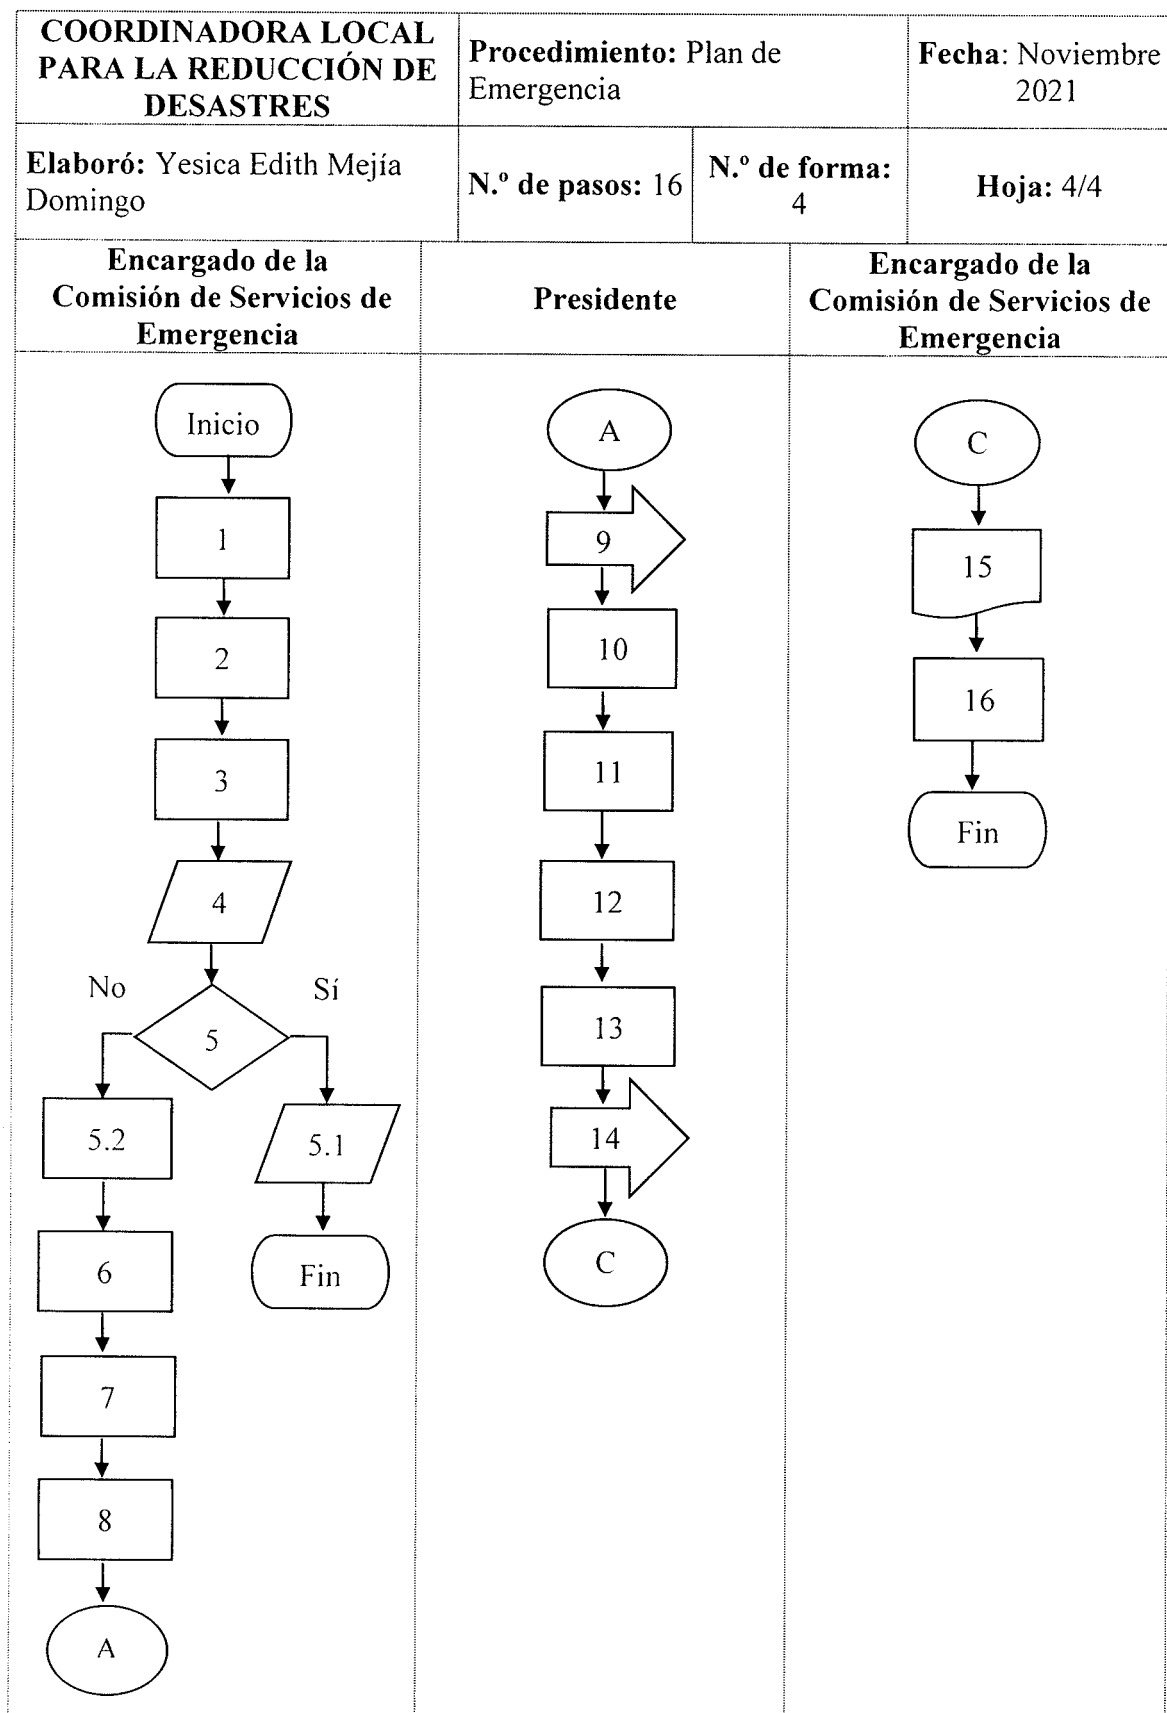 COORDINADORA LOCAL
PARA LA REDUCCIÓN DE
DESASTRES
Procedimiento: Plan de
Emergencia
Fecha: Noviembre
2021
Elaboró: Yesica Edith Mejía
Domingo
N.º de pasos: 16
N.º de forma:
4
Hoja: 4/4
Encargado de la
Comisión de Servicios de
Emergencia
Presidente
Encargado de la
Comisión de Servicios de
Emergencia
Inicio
1
2
3
4
No
Sí
5
5.2
5.1
6
Fin
7
8
A
A
9
10
11
12
13
14
C
C
15
16
Fin